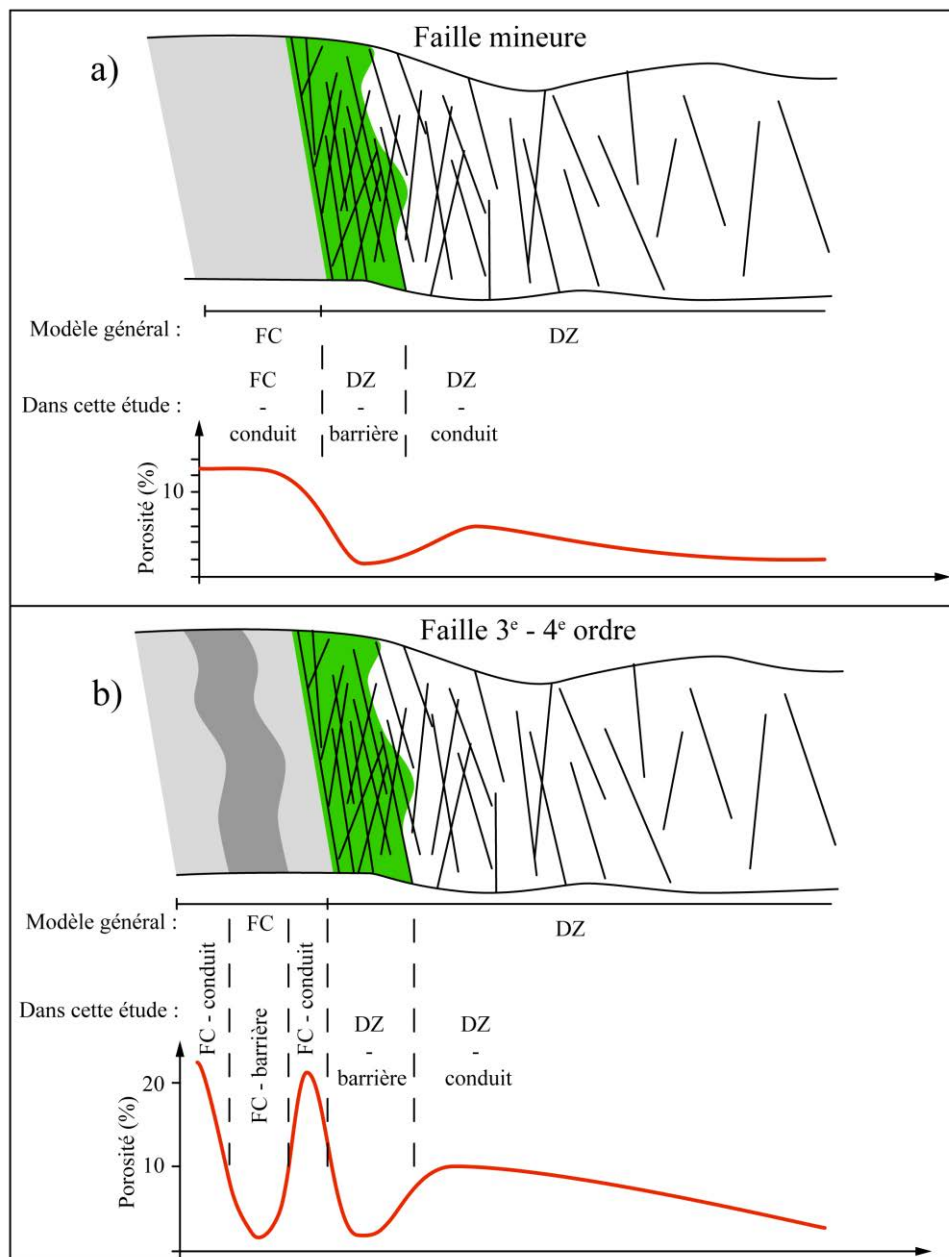 Faille mineure
a)
Modèle général :
FC
DZ
Dans cette étude :
FC
-
conduit
DZ
-
barrière
DZ
-
conduit
Porosité (%)
10
Faille 3e - 4e ordre
b)
Modèle général :
FC
DZ
Dans cette étude :
FC - conduit
FC - barrière
FC - conduit
DZ
-
barrière
DZ
-
conduit
Porosité (%)
20
10